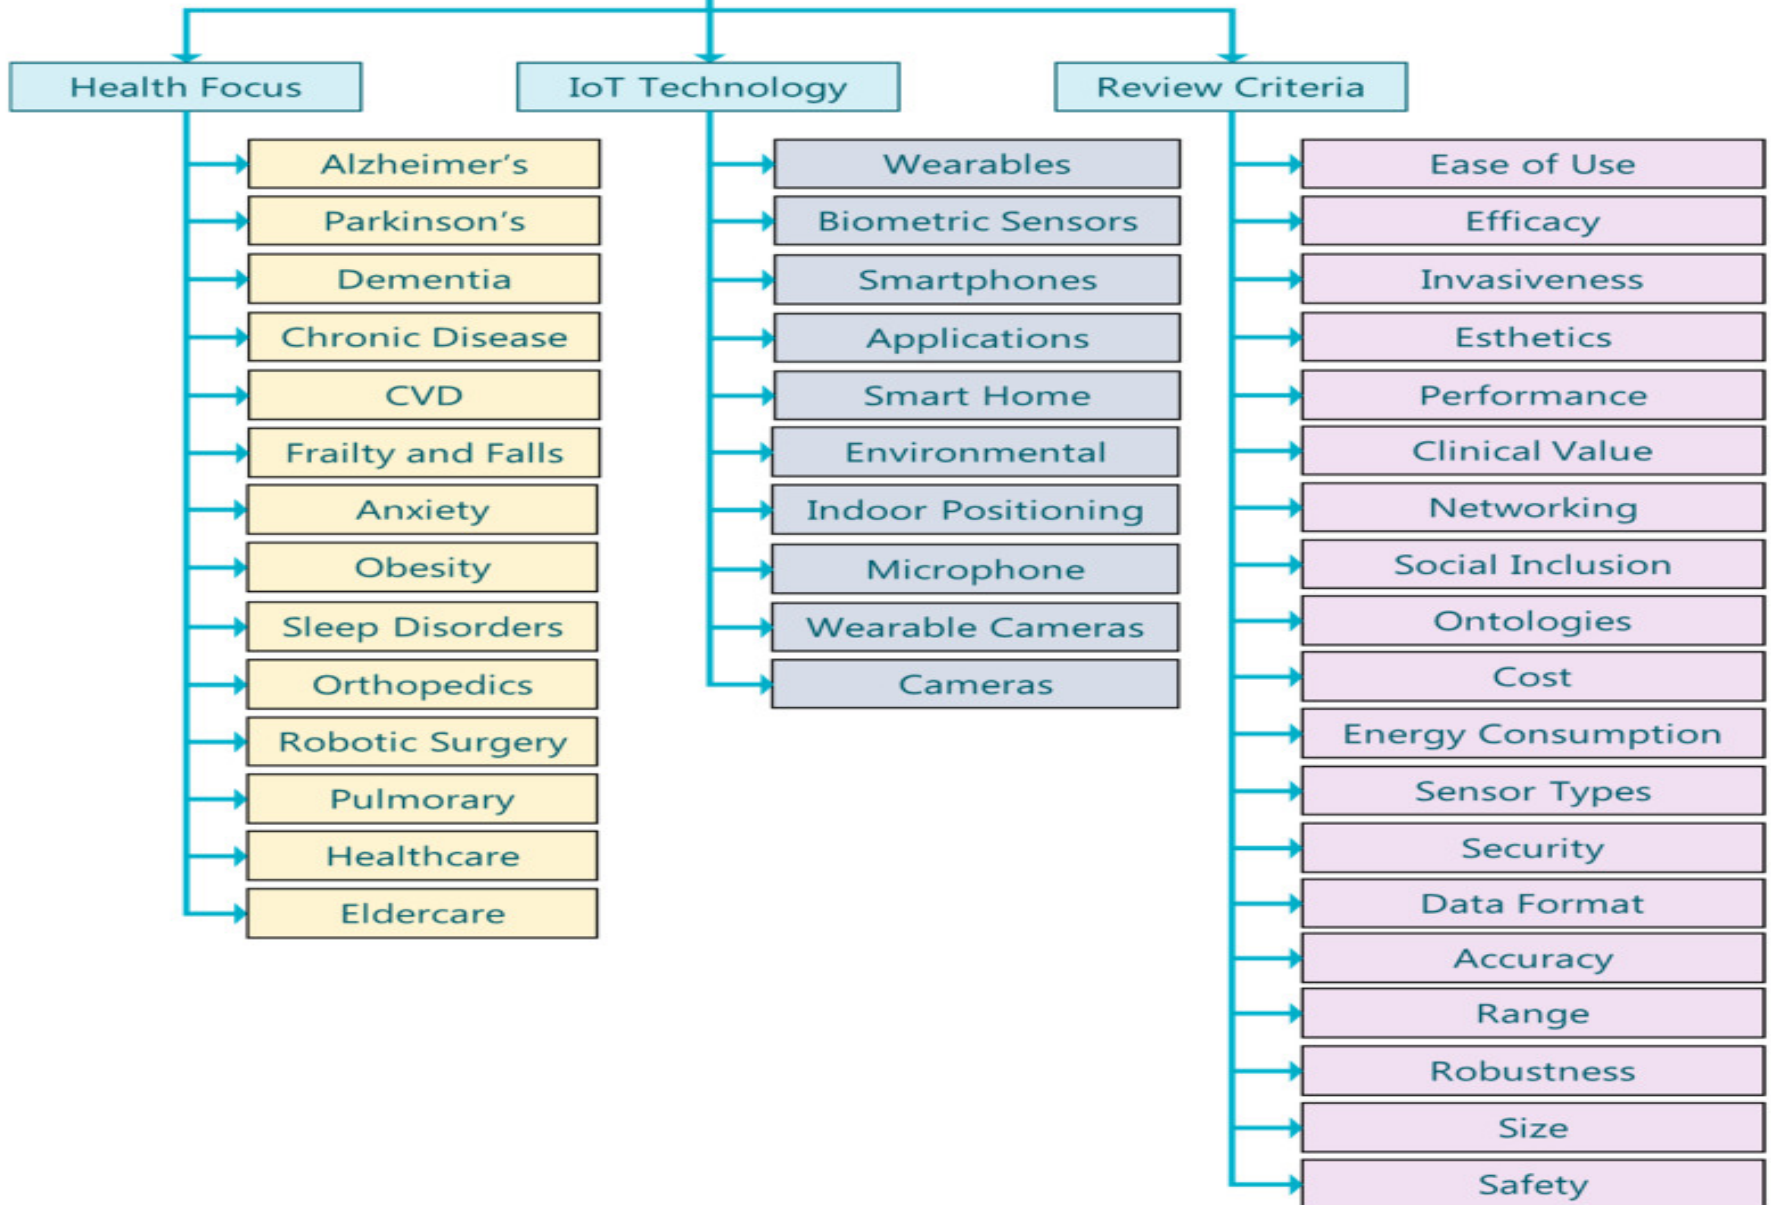 Health Focus
IoT Technology
Review Criteria
Alzheimer’s
Parkinson’s
Dementia
Chronic Disease
CVD
Frailty and Falls
Anxiety
Obesity
Sleep Disorders
Orthopedics
Robotic Surgery
Pulmorary
Healthcare
Eldercare
Wearables
Biometric Sensors
Smartphones
Applications
Smart Home
Environmental
Indoor Positioning
Microphone
Wearable Cameras
Cameras
Ease of Use
Efficacy
Invasiveness
Esthetics
Performance
Clinical Value
Networking
Social Inclusion
Ontologies
Cost
Energy Consumption
Sensor Types
Security
Data Format
Accuracy
Range
Robustness
Size
Safety